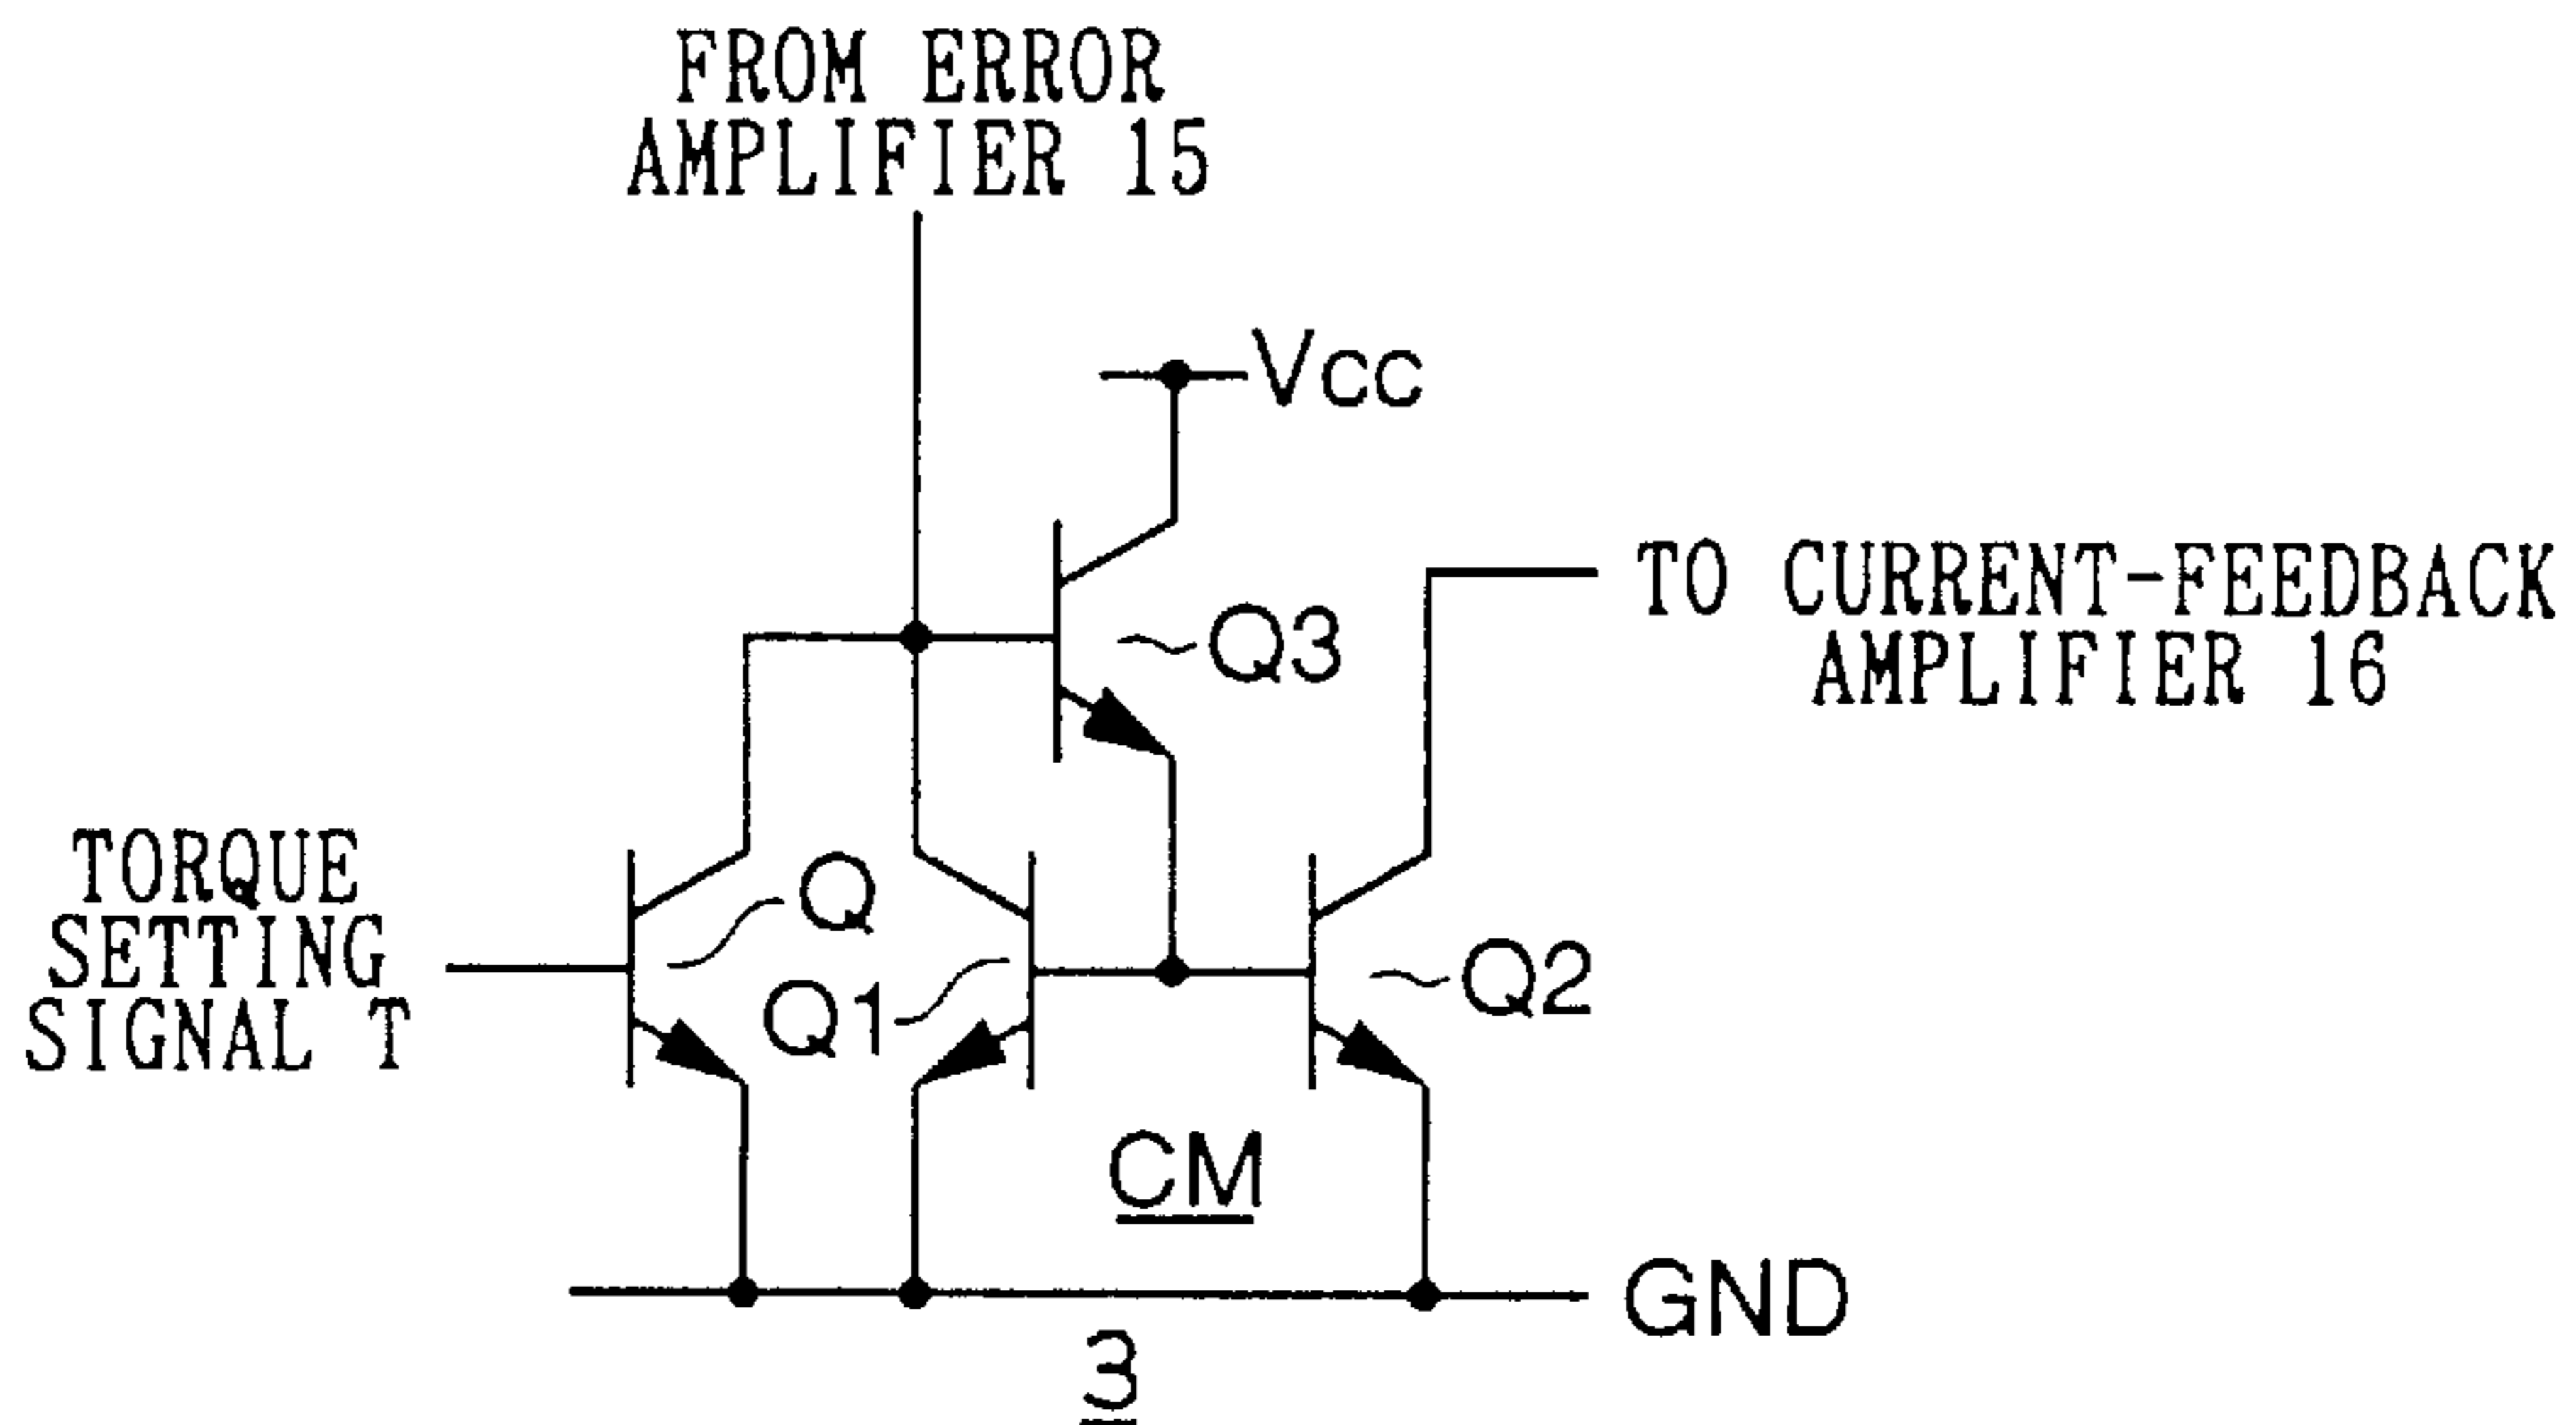 FROM ERROR
AMPLIFIER 15
Vcc
TO CURRENT-FEEDBACK
AMPLIFIER 16
Q3
TORQUE
SETTING
SIGNAL T
Q
Q1
Q2
CM
GND
3